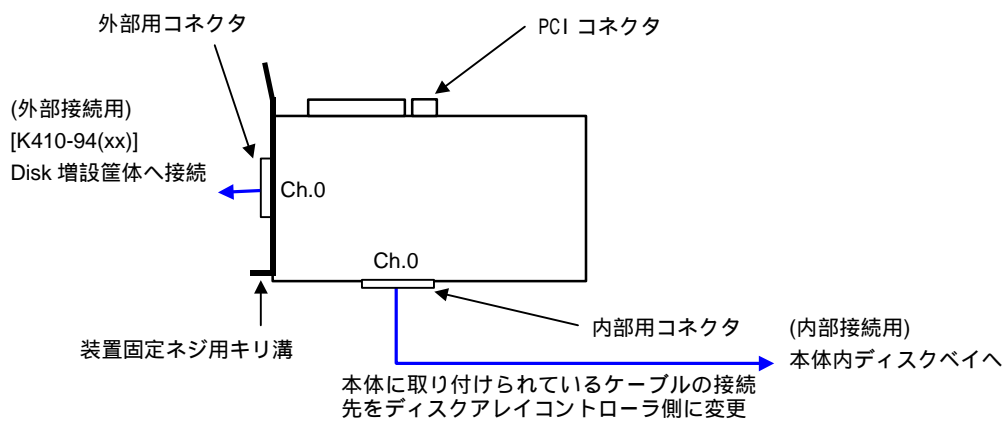 外部用コネクタ
PCI コネクタ
(外部接続用)
[K410-94(xx)]
Disk 増設筐体へ接続
Ch.0
Ch.0
内部用コネクタ
(内部接続用)
本体内ディスクベイへ
装置固定ネジ用キリ溝
本体に取り付けられているケーブルの接続
先をディスクアレイコントローラ側に変更